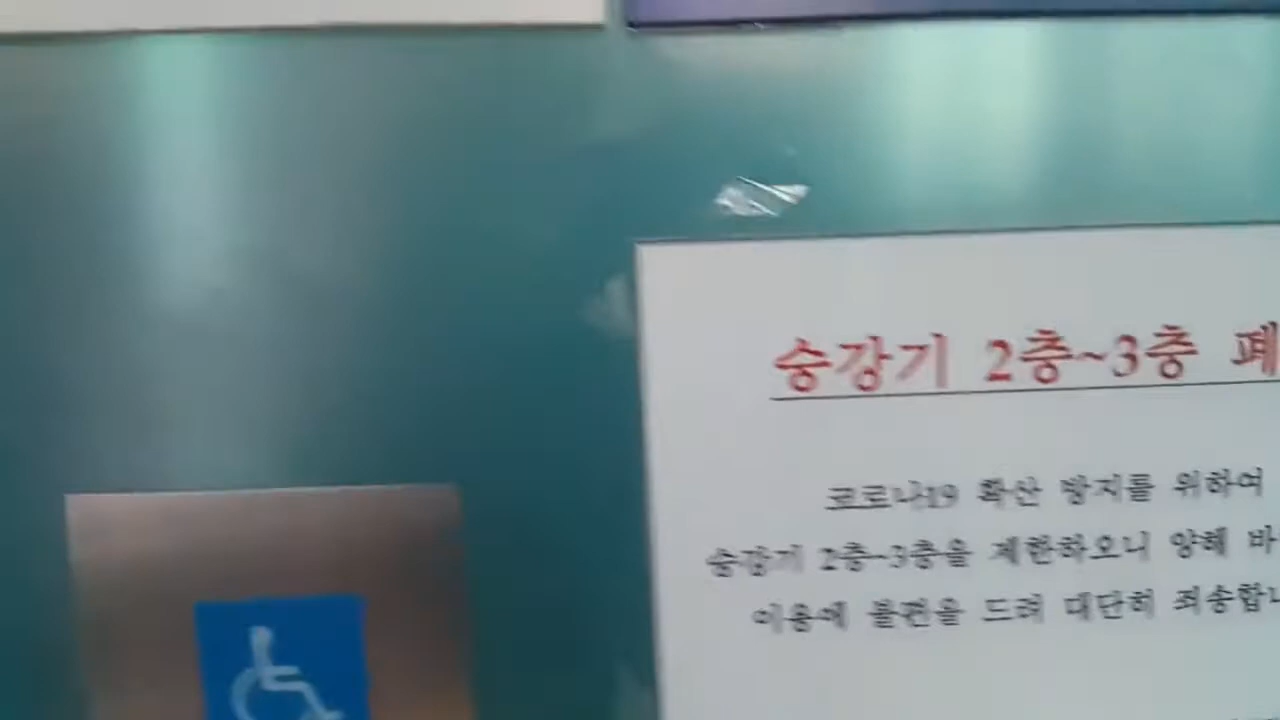 승강기 2층~3층 폐
코로나19 확산 방지를 위하여
승강기 2층~3층을 제한하오니 양해 바
이용에 불편을 드려 대단히 죄송합니